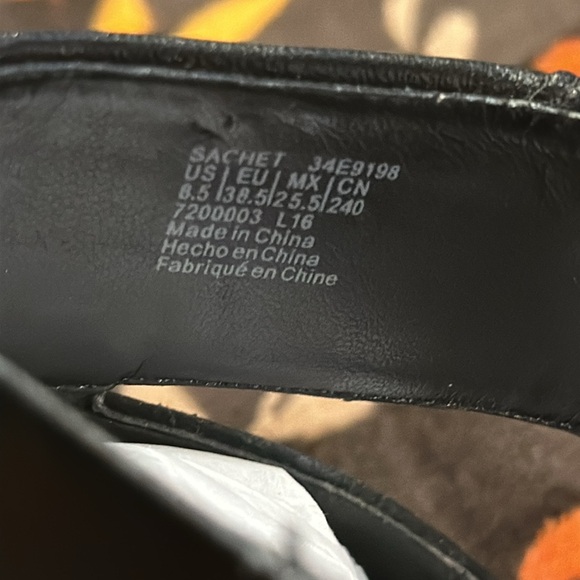 SACHET 34E9198
US | EU | MX | CN
8.5 | 38.5 | 25.5 | 240
7200003 L16
Made in China
Hecho en China
Fabriqué en Chine